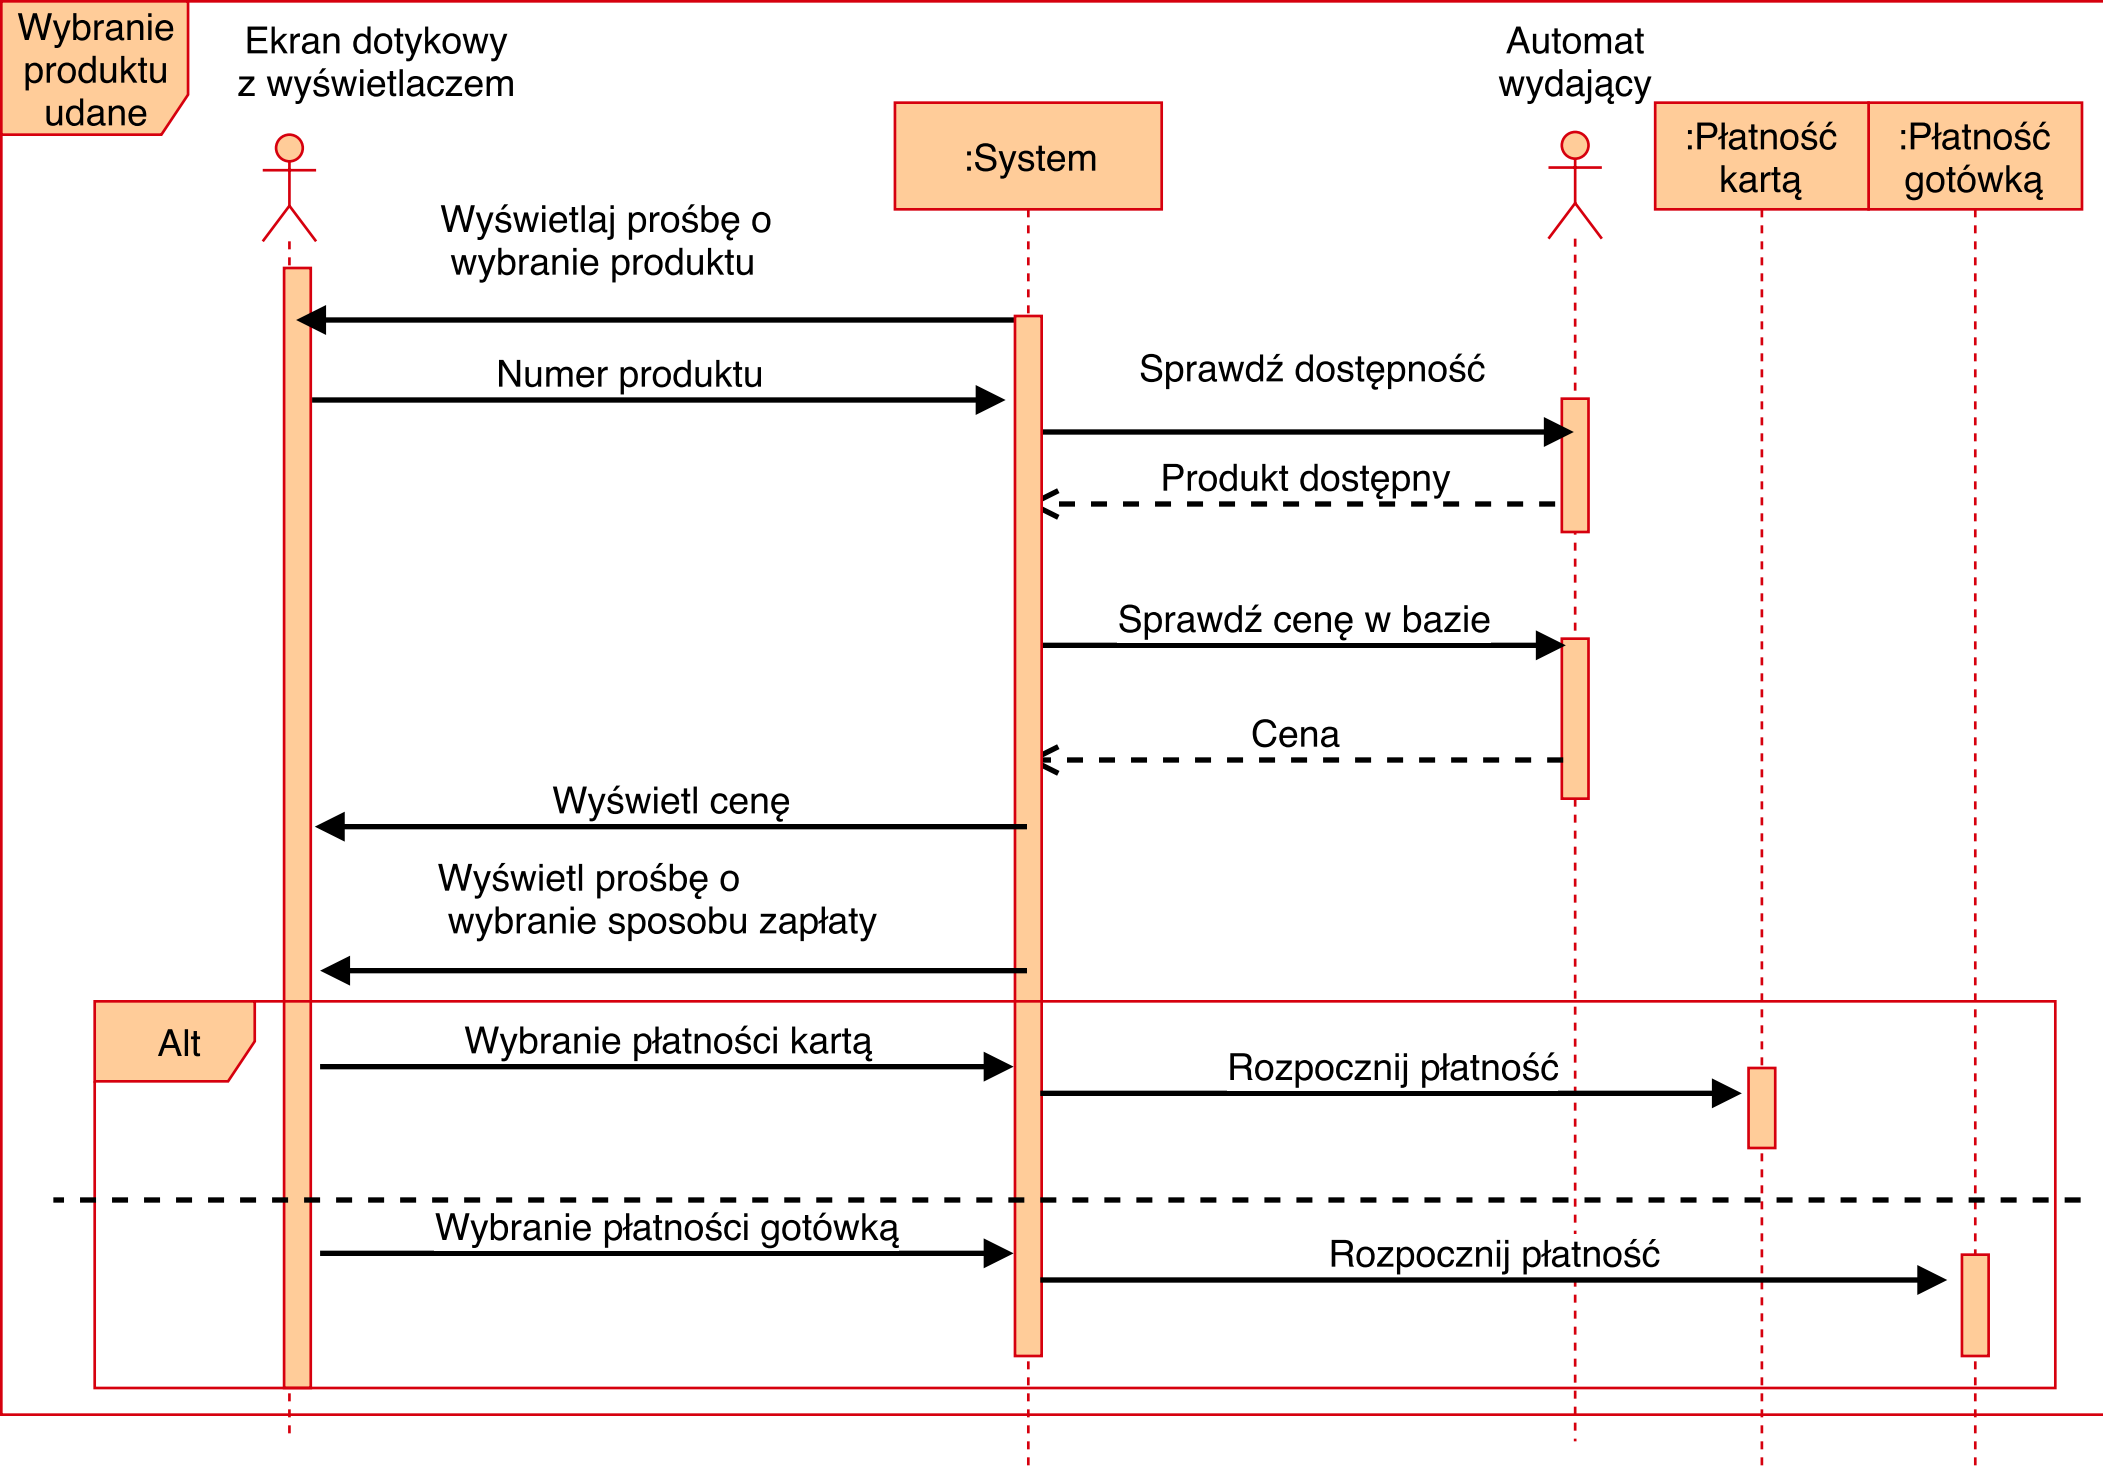 Wybranie
produktu
udane
Ekran dotykowy
z wyświetlaczem
:System
Automat
wydający
:Płatność
kartą
:Płatność
gotówką
Wyświetlaj prośbę o
wybranie produktu
Numer produktu
Sprawdź dostępność
Produkt dostępny
Sprawdź cenę w bazie
Cena
Wyświetl cenę
Wyświetl prośbę o
wybranie sposobu zapłaty
Alt
Wybranie płatności kartą
Rozpocznij płatność
Wybranie płatności gotówką
Rozpocznij płatność